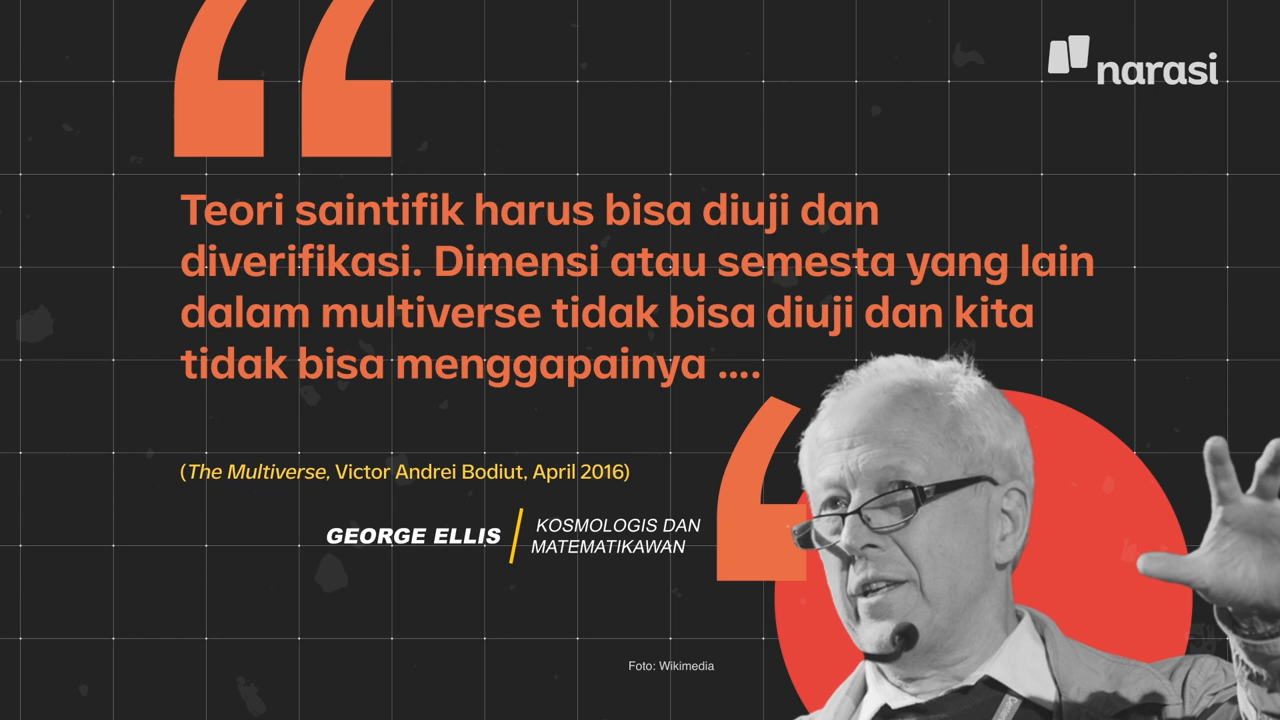 narasi
Teori saintifik harus bisa diuji dan
diverifikasi. Dimensi atau semesta yang lain
dalam multiverse tidak bisa diuji dan kita
tidak bisa menggapainya ....
(The Multiverse, Victor Andrei Bodiut, April 2016)
GEORGE ELLIS
KOSMOLOGIS DAN
MATEMATIKAWAN
Foto: Wikimedia